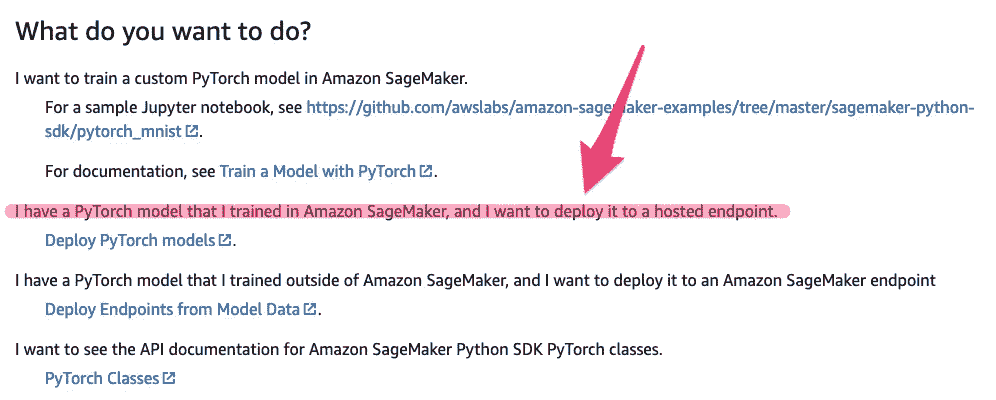 What do you want to do?
I want to train a custom PyTorch model in Amazon SageMaker.
For a sample Jupyter notebook, see https://github.com/awslabs/amazon-sagemaker-examples/tree/master/sagemaker-python-
sdk/pytorch_mnist.
For documentation, see Train a Model with PyTorch.
I have a PyTorch model that I trained in Amazon SageMaker, and I want to deploy it to a hosted endpoint.
Deploy PyTorch models.
I have a PyTorch model that I trained outside of Amazon SageMaker, and I want to deploy it to an Amazon SageMaker endpoint
Deploy Endpoints from Model Data.
I want to see the API documentation for Amazon SageMaker Python SDK PyTorch classes.
PyTorch Classes